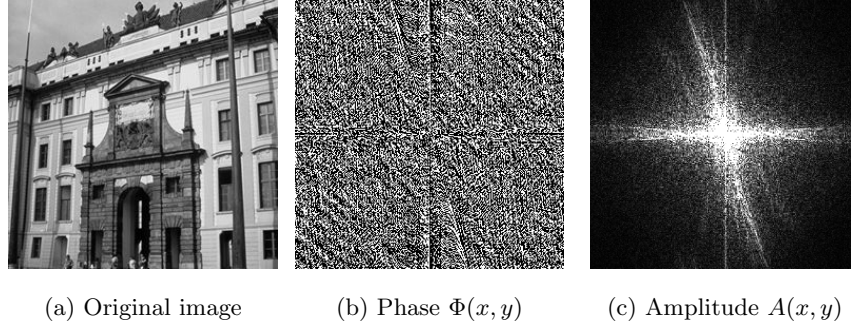 (a) Original image (b) Phase Φ(x, y) (c) Amplitude A(x, y)